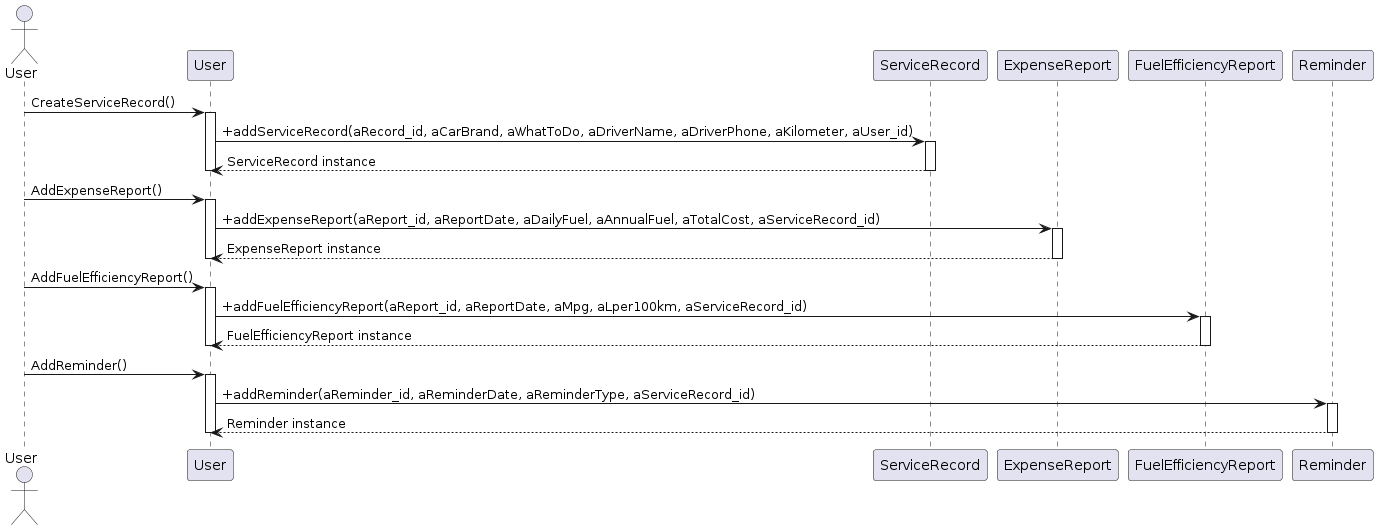 User
User
ServiceRecord
ExpenseReport
FuelEfficiencyReport
Reminder
CreateServiceRecord()
+addServiceRecord(aRecord_id, aCarBrand, aWhatToDo, aDriverName, aDriverPhone, aKilometer, aUser_id)
ServiceRecord instance
AddExpenseReport()
+addExpenseReport(aReport_id, aReportDate, aDailyFuel, aAnnualFuel, aTotalCost, aServiceRecord_id)
ExpenseReport instance
AddFuelEfficiencyReport()
+addFuelEfficiencyReport(aReport_id, aReportDate, aMpg, aLper100km, aServiceRecord_id)
FuelEfficiencyReport instance
AddReminder()
+addReminder(aReminder_id, aReminderDate, aReminderType, aServiceRecord_id)
Reminder instance
User
User
ServiceRecord
ExpenseReport
FuelEfficiencyReport
Reminder